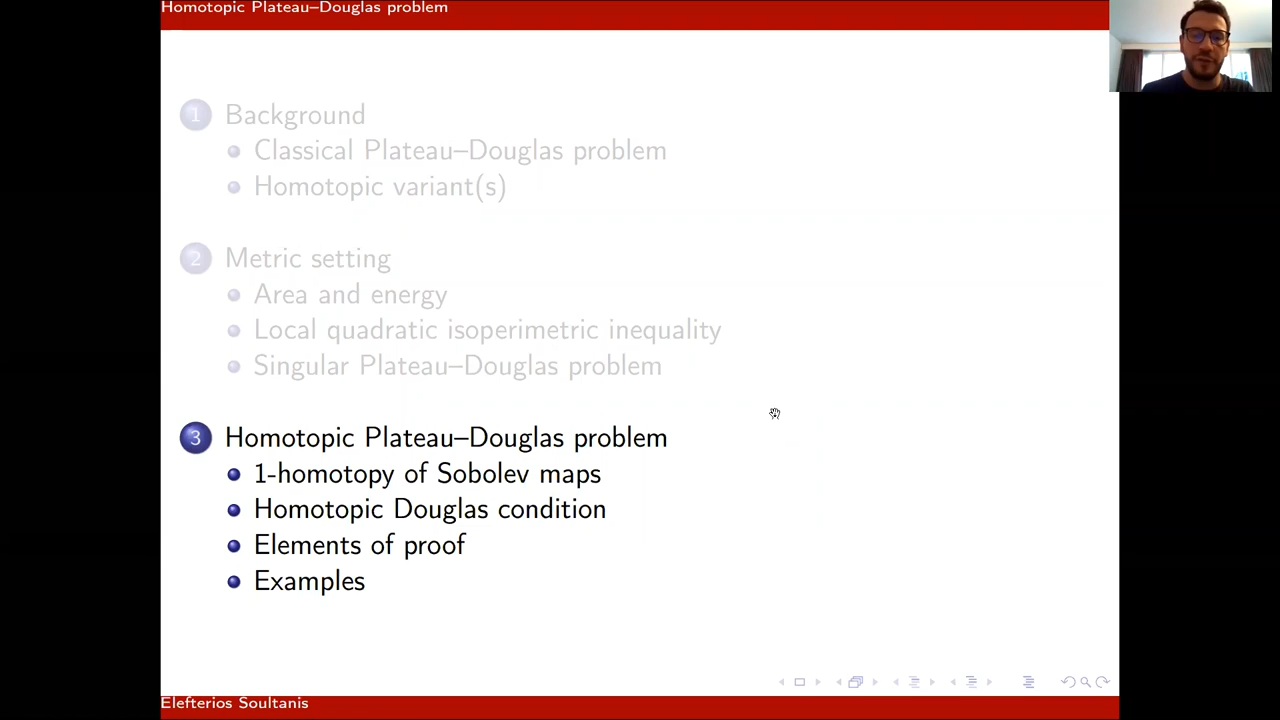 Homotopic Plateau–Douglas problem
1 Background
Classical Plateau–Douglas problem
Homotopic variant(s)
2 Metric setting
Area and energy
Local quadratic isoperimetric inequality
Singular Plateau–Douglas problem
3 Homotopic Plateau–Douglas problem
1-homotopy of Sobolev maps
Homotopic Douglas condition
Elements of proof
Examples
Elefterios Soultanis